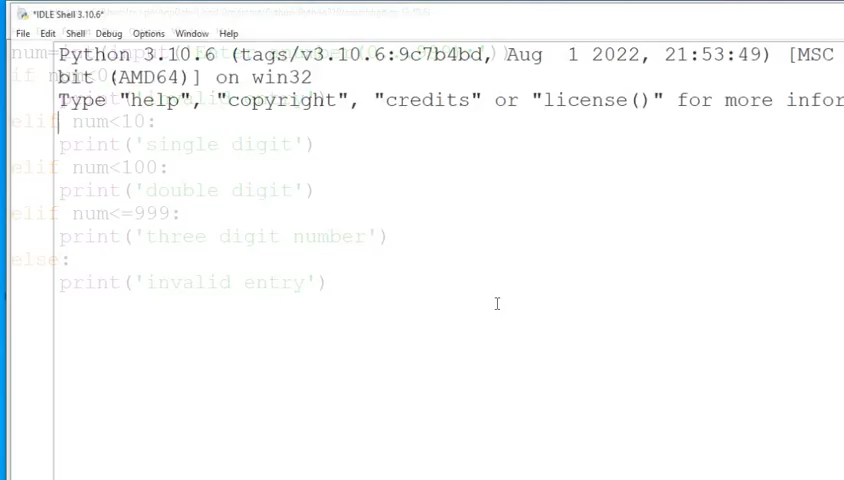 *IDLE Shell 3.10.6*
File Edit Shell Debug Options Window Help
Python 3.10.6 (tags/v3.10.6:9c7b4bd, Aug 1 2022, 21:53:49) [MSC
bit (AMD64)] on win32
Type "help", "copyright", "credits" or "license()" for more infor
elif num<10:
print('single digit')
elif num<100:
print('double digit')
elif num<=999:
print('three digit number')
else:
print('invalid entry')